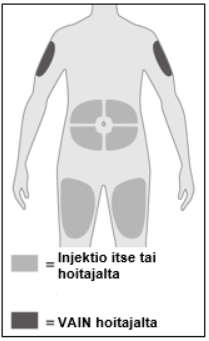 = Injektio itse tai
hoitajalta
= VAIN hoitajalta